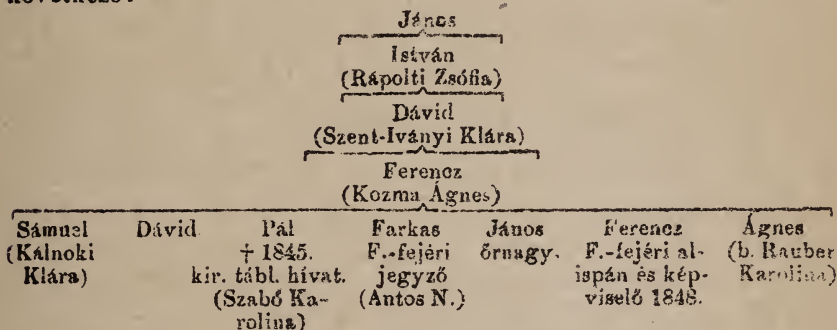 következő:
János
István
(Rápolti Zsófia)
Dávid
(Szent-Iványi Klára)
Ferencz
(Kozma Ágnes)
Sámuel Dávid Pál Farkas János Ferencz Ágnes
(Kálnoki † 1845. F.-fejéri őrnagy. F.-fejéri al- (b. Rauber
Klára) kir. tábl. hívat. jegyző ispán és kép- Karolina)
(Szabó Ka- (Antos N.) viselő 1848.
rolina)